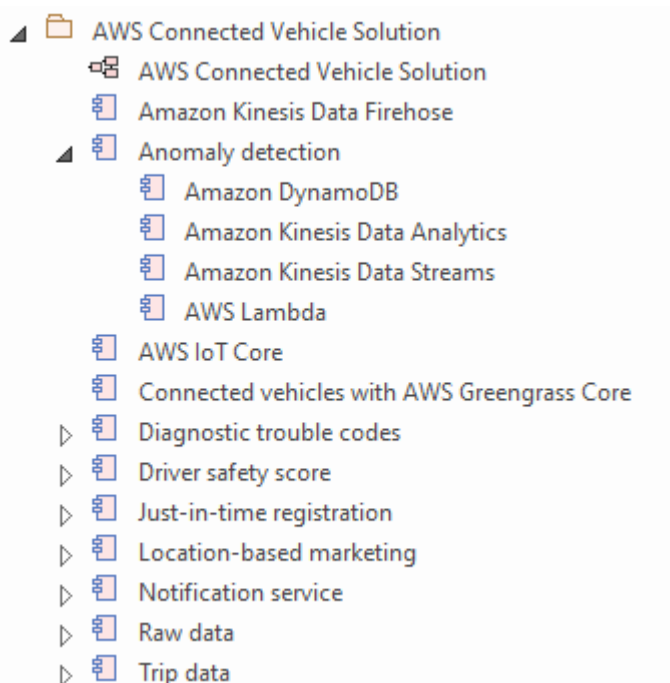 AWS Connected Vehicle Solution
AWS Connected Vehicle Solution
Amazon Kinesis Data Firehose
Anomaly detection
Amazon DynamoDB
Amazon Kinesis Data Analytics
Amazon Kinesis Data Streams
AWS Lambda
AWS IoT Core
Connected vehicles with AWS Greengrass Core
Diagnostic trouble codes
Driver safety score
Just-in-time registration
Location-based marketing
Notification service
Raw data
Trip data